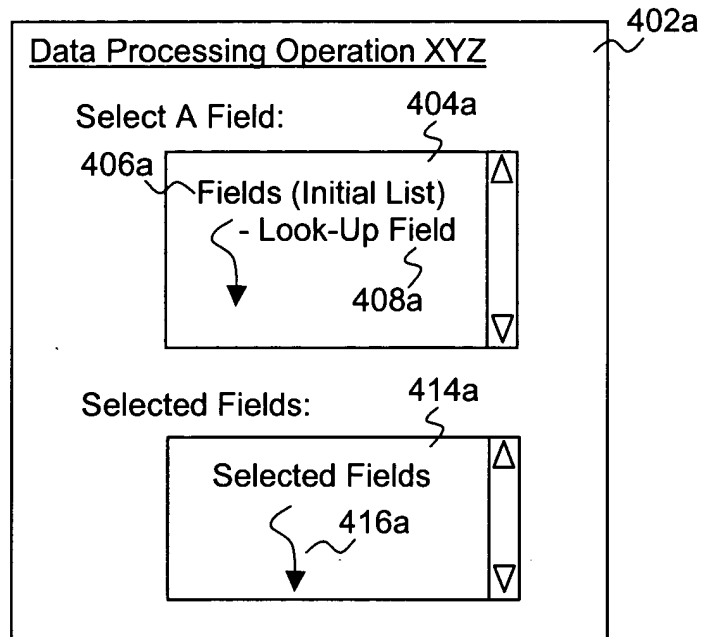 402a
Data Processing Operation XYZ
Select A Field:
404a
406a
Fields (Initial List)
- Look-Up Field
408a
Selected Fields:
414a
Selected Fields
416a